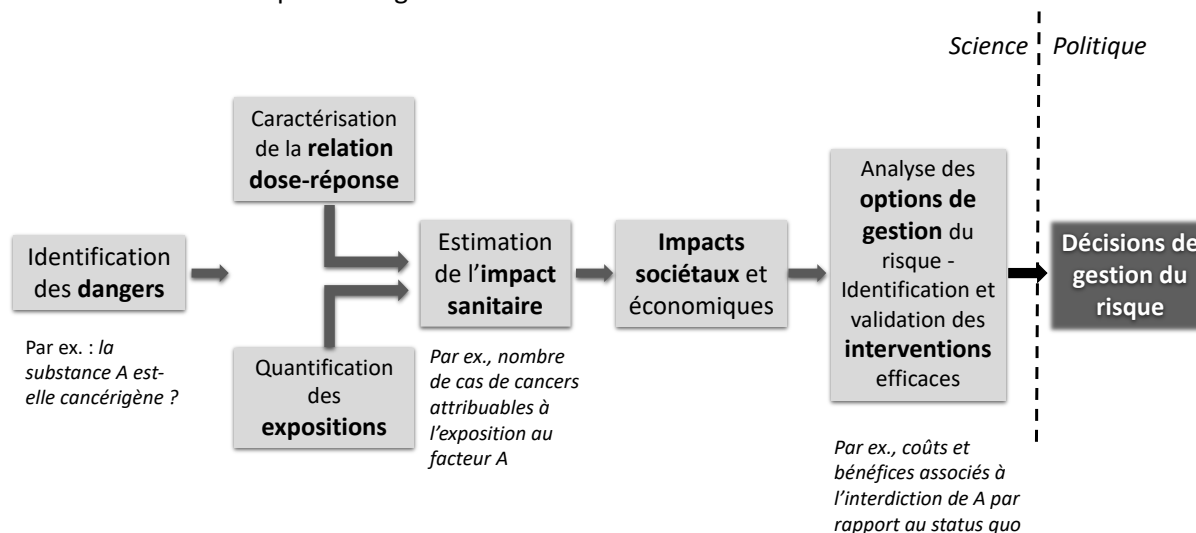 Science
Politique
Caractérisation
de la relation
dose-réponse
Identification
des dangers
Par ex. : la
substance A est-
elle cancérigène ?
Quantification
des
expositions
Estimation
de l'impact
sanitaire
Par ex., nombre
de cas de cancers
attribuables à
l'exposition au
facteur A
Impacts
sociétaux et
économiques
Analyse des
options de
gestion du
risque -
Identification et
validation des
interventions
efficaces
Par ex., coûts et
bénéfices associés à
l'interdiction de A par
rapport au status quo
Décisions de
gestion du
risque